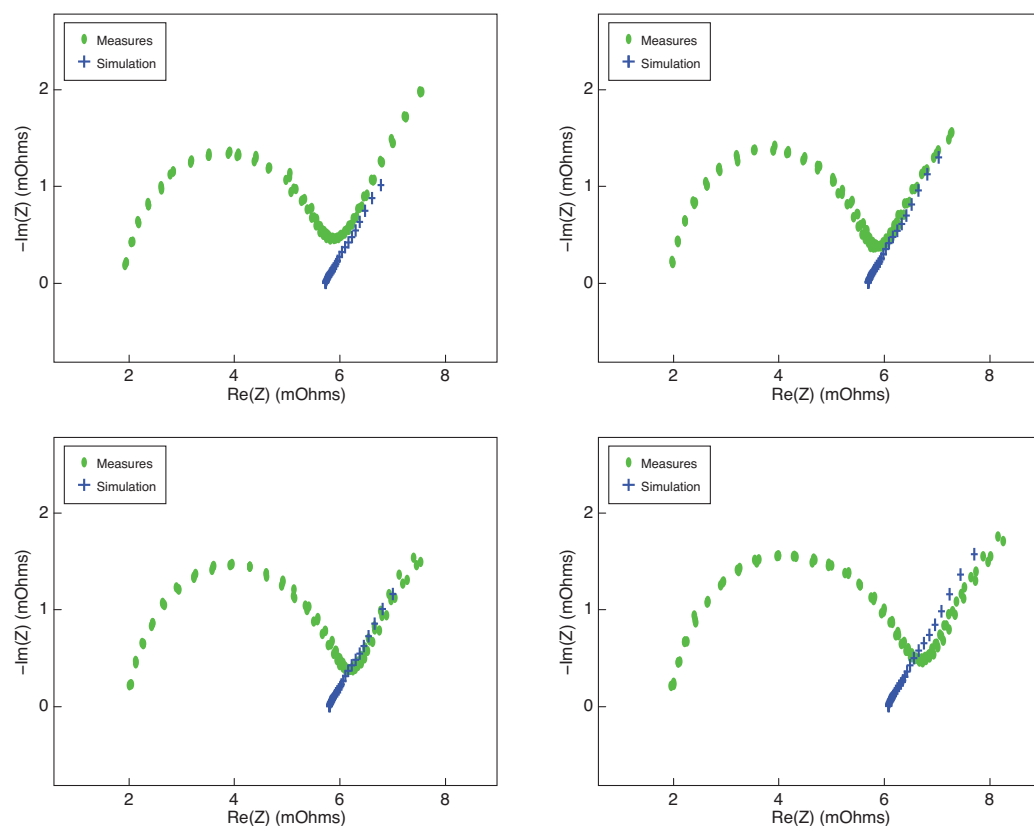 Measures
Simulation
2
1
0
−Im(Z) (mOhms)
2 4 6 8
Re(Z) (mOhms)
Measures
Simulation
2
1
0
−Im(Z) (mOhms)
2 4 6 8
Re(Z) (mOhms)
Measures
Simulation
2
1
0
−Im(Z) (mOhms)
2 4 6 8
Re(Z) (mOhms)
Measures
Simulation
2
1
0
−Im(Z) (mOhms)
2 4 6 8
Re(Z) (mOhms)